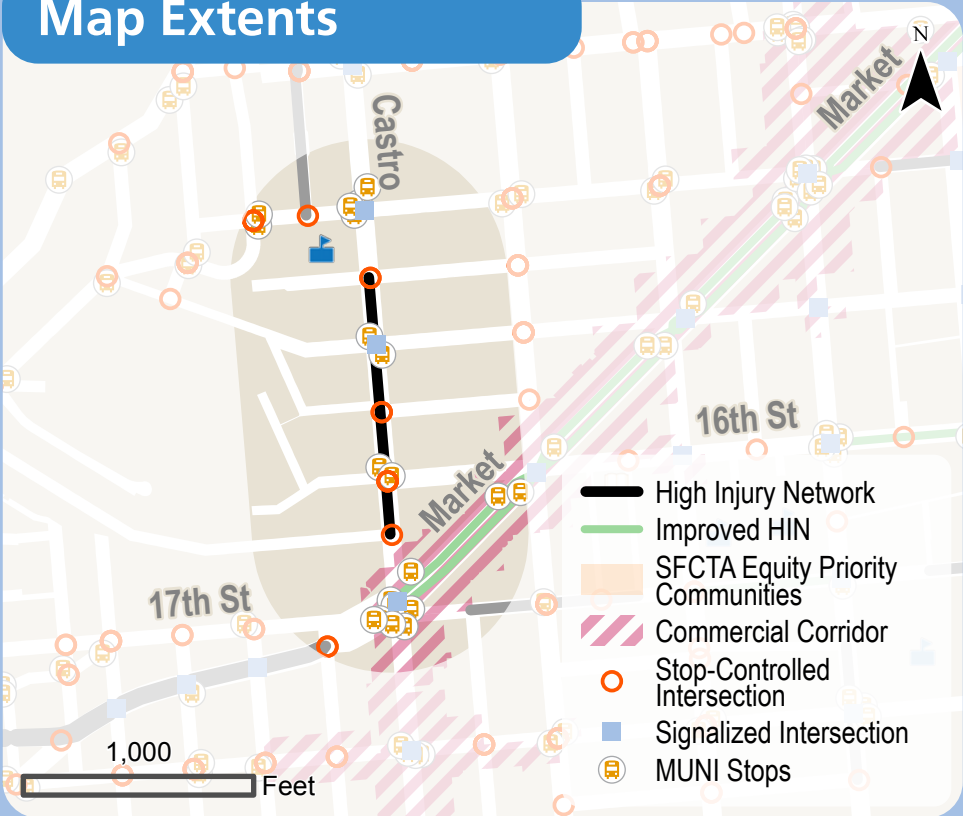 Map Extents
N
Market
Castro
16th St
Market
17th St
High Injury Network
Improved HIN
SFCTA Equity Priority
Communities
Commercial Corridor
Stop-Controlled
Intersection
Signalized Intersection
MUNI Stops
1,000
Feet